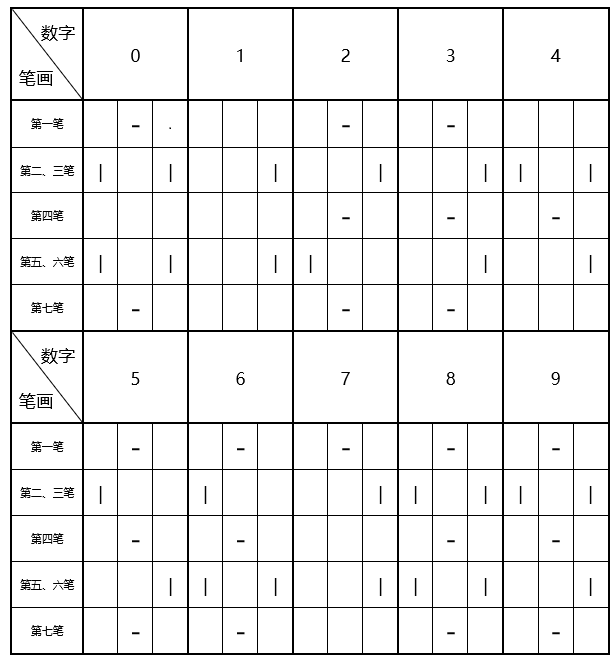 数字
笔画 0 1 2 3 4
第一笔 - . - -
第二、三笔 | | | | | | |
第四笔 - - -
第五、六笔 | | | | | |
第七笔 - - -
数字
笔画 5 6 7 8 9
第一笔 - - - - -
第二、三笔 | | | | | | |
第四笔 - - - -
第五、六笔 | | | | | | |
第七笔 - - - -